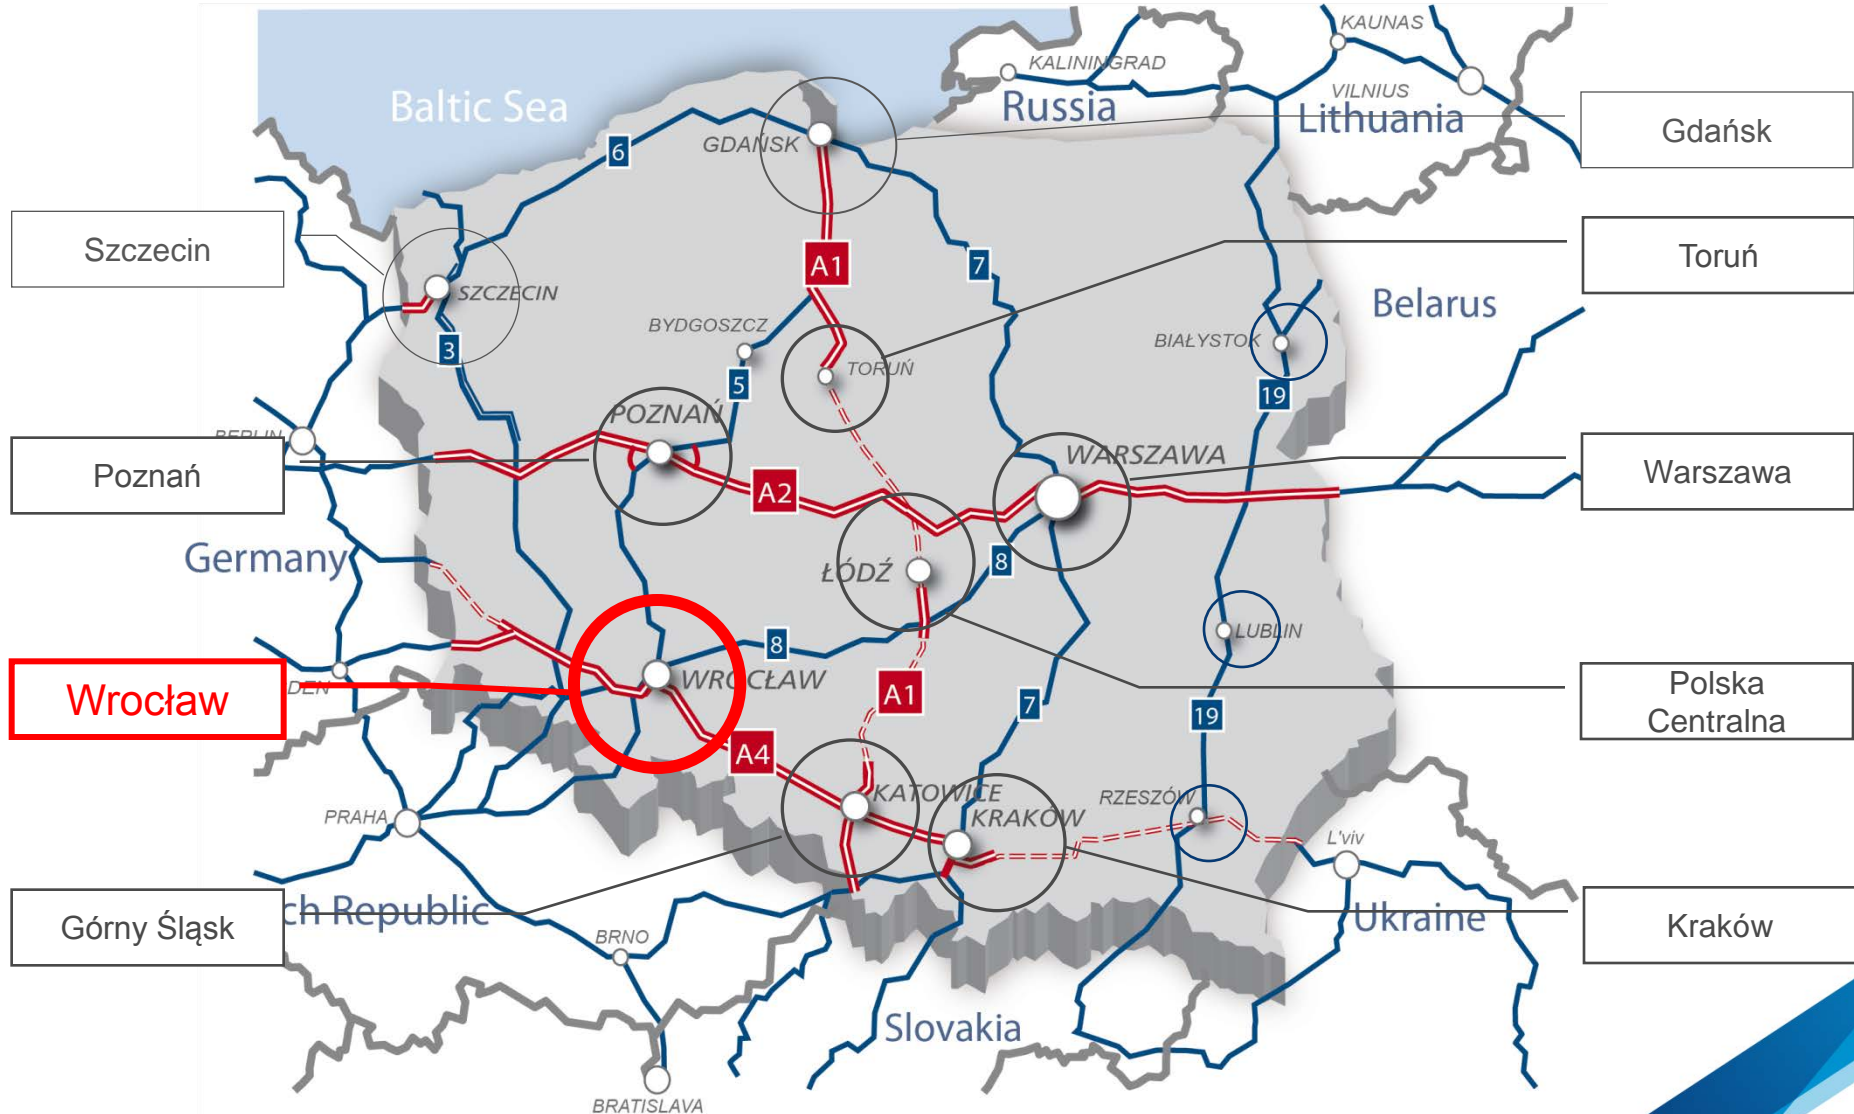 KAUNAS
KALININGRAD
VILNIUS
Baltic Sea
Russia
Lithuania
Gdańsk
GDAŃSK
6
Szczecin
7
A1
Toruń
SZCZECIN
Belarus
BYDGOSZCZ
BIAŁYSTOK
3
TORUŃ
5
19
POZNAŃ
BERLIN
WARSZAWA
Poznań
Warszawa
A2
Germany
ŁÓDŹ
8
LUBLIN
8
WROCŁAW
Wrocław
DEN
A1
7
19
Polska
Centralna
A4
KATOWICE
RZESZÓW
PRAHA
KRAKÓW
L'viv
Górny Śląsk
ch Republic
Ukraine
Kraków
BRNO
Slovakia
BRATISLAVA